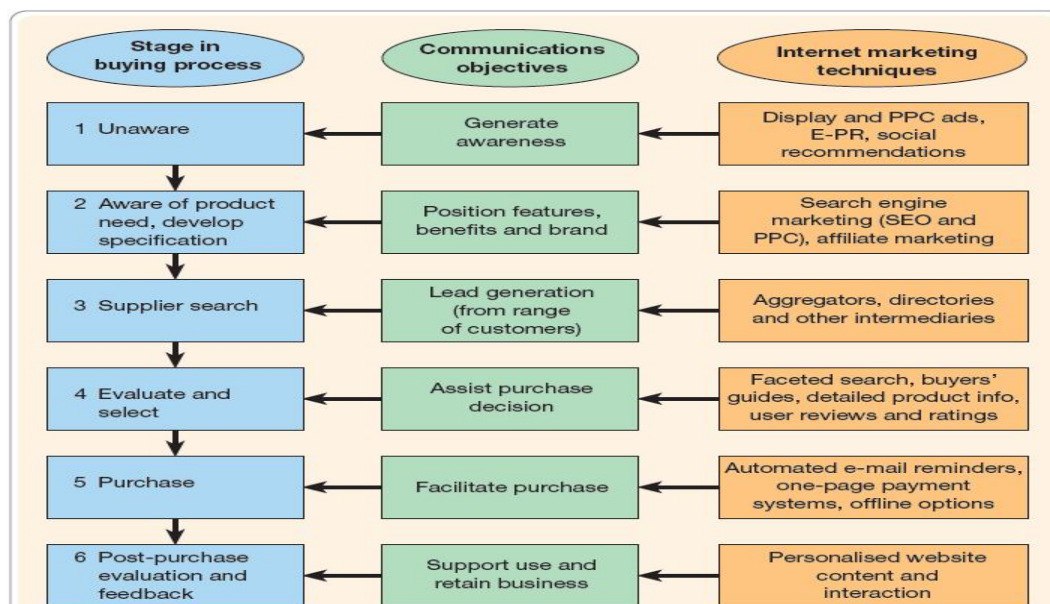 Stage in
buying process
Communications
objectives
Internet marketing
techniques
1 Unaware
Generate
awareness
Display and PPC ads,
E-PR, social
recommendations
2 Aware of product
need, develop
specification
Position features,
benefits and brand
Search engine
marketing (SEO and
PPC), affiliate marketing
3 Supplier search
Lead generation
(from range
of customers)
Aggregators, directories
and other intermediaries
4 Evaluate and
select
Assist purchase
decision
Faceted search, buyers'
guides, detailed product info,
user reviews and ratings
5 Purchase
Facilitate purchase
Automated e-mail reminders,
one-page payment
systems, offline options
6 Post-purchase
evaluation and
feedback
Support use and
retain business
Personalised website
content and
interaction